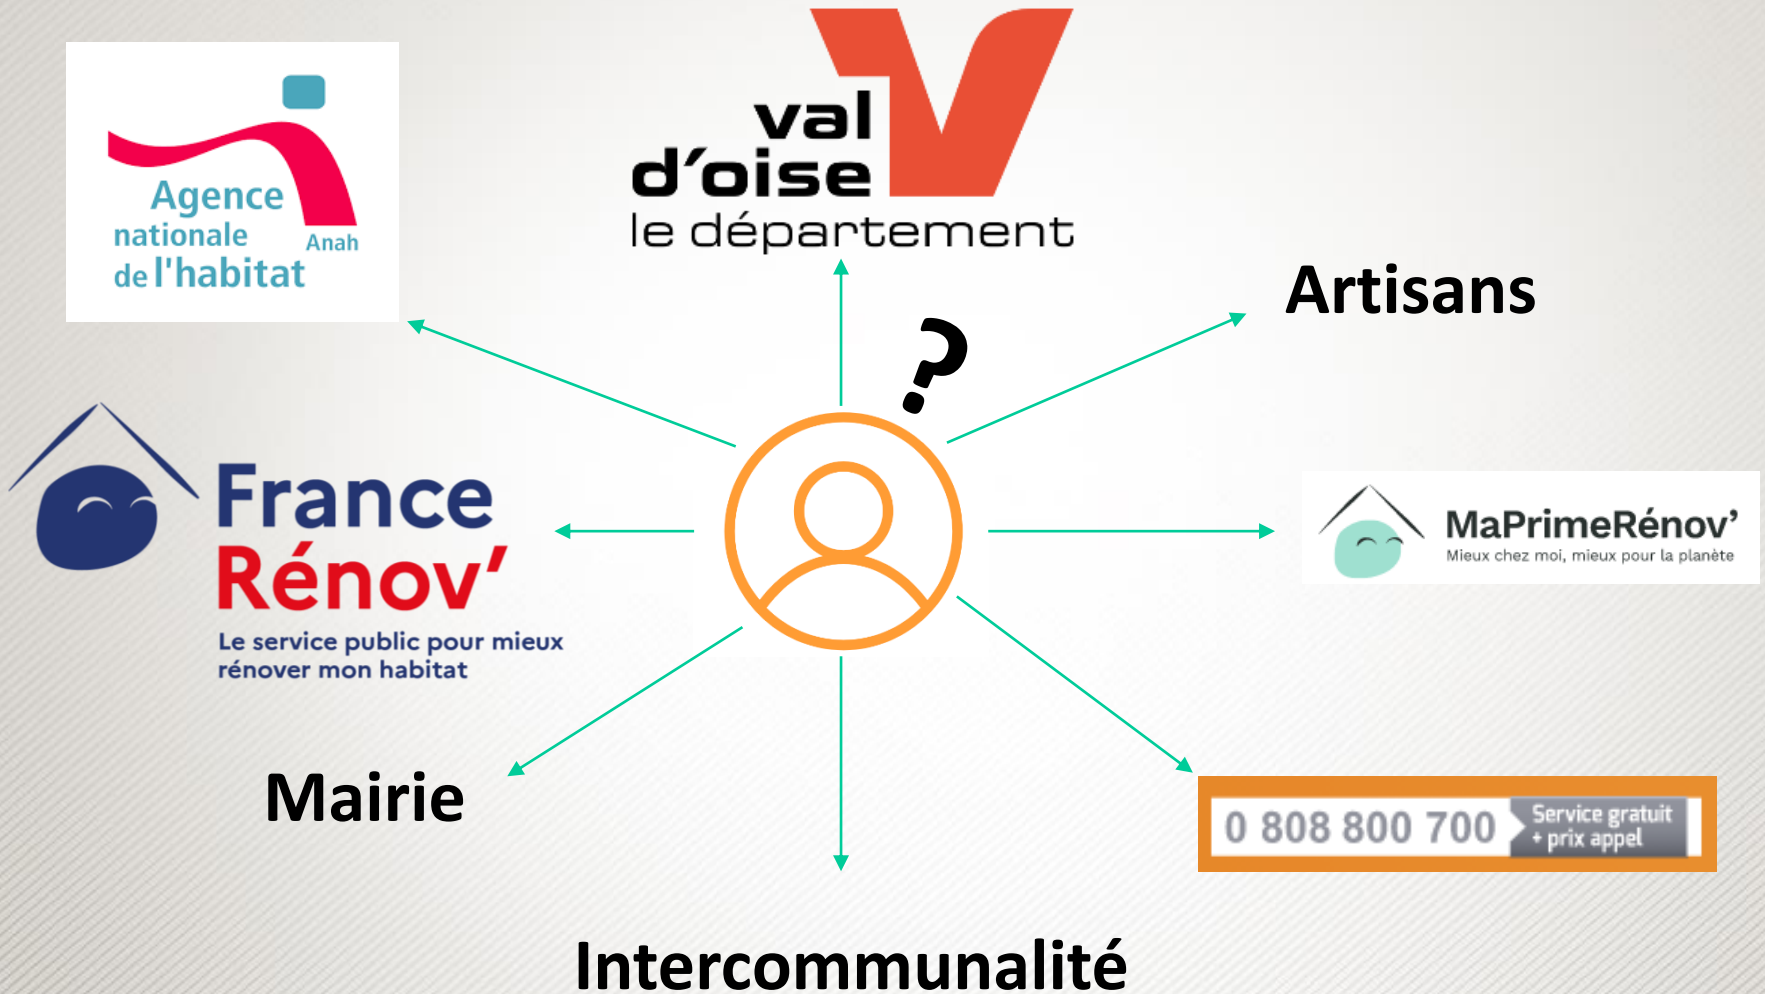 val
d'oise
le département
Agence
nationale
Anah
de l'habitat
Artisans
?
France
Rénov'
Le service public pour mieux
rénover mon habitat
MaPrimeRénov'
Mieux chez moi, mieux pour la planète
Mairie
0 808 800 700
Service gratuit
+ prix appel
Intercommunalité